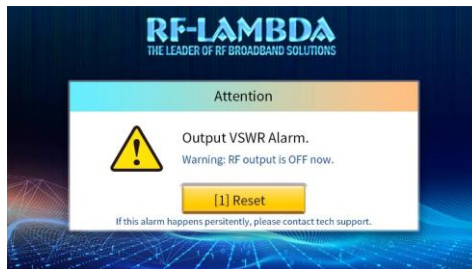 RF-LAMBDA
THE LEADER OF RF BROADBAND SOLUTIONS
Attention
Output VSWR Alarm.
Warning: RF output is OFF now.
[1] Reset
If this alarm happens persitently, please contact tech support.